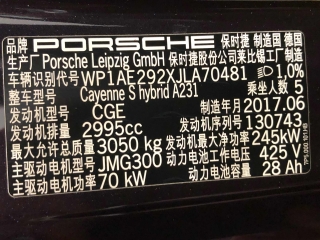 品牌 PORSCHE 保时捷 制造国 德国
生产厂 Porsche Leipzig GmbH 保时捷股份公司莱比锡工厂制造
车辆识别代号 WP1AE292XJLA70481 1,0%
整车型号 Cayenne S hybrid A231 乘坐人数 5
发动机型号 CGE 制造年月 2017.06
发动机排量 2995cc 发动机序列号 130743
最大允许总质量 3050 kg 发动机最大净功率 245kW
主驱动电机型号 JMG300 动力电池工作电压 425 V
主驱动电机功率 70 kW 动力电池容量 28 Ah